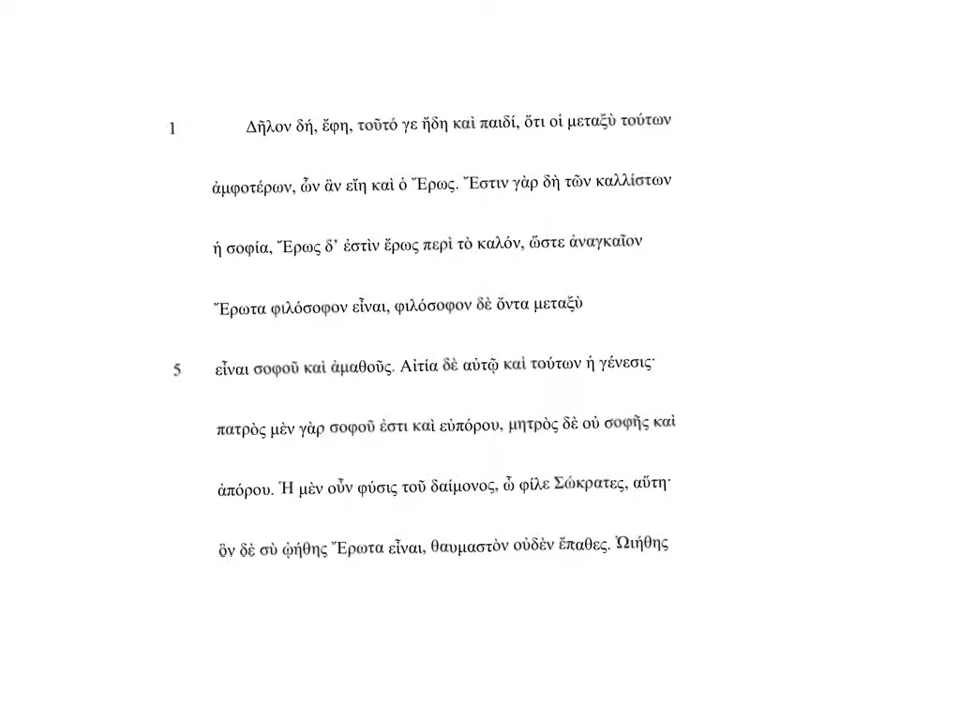 1 Δῆλον δή, ἔφη, τοῦτό γε ἤδη καὶ παιδί, ὅτι οἱ μεταξὺ τούτων
ἀμφοτέρων, ὧν ἂν εἴη καὶ ὁ Ἔρως. Ἔστιν γὰρ δὴ τῶν καλλίστων
ἡ σοφία, Ἔρως δ’ ἐστὶν ἔρως περὶ τὸ καλόν, ὥστε ἀναγκαῖον
Ἔρωτα φιλόσοφον εἶναι, φιλόσοφον δὲ ὄντα μεταξὺ
5 εἶναι σοφοῦ καὶ ἀμαθοῦς. Αἰτία δὲ αὐτῷ καὶ τούτων ἡ γένεσις·
πατρὸς μὲν γὰρ σοφοῦ ἐστι καὶ εὐπόρου, μητρὸς δὲ οὐ σοφῆς καὶ
ἀπόρου. Ἡ μὲν οὖν φύσις τοῦ δαίμονος, ὦ φίλε Σώκρατες, αὕτη·
ὃν δὲ σὺ ᾠήθης Ἔρωτα εἶναι, θαυμαστὸν οὐδὲν ἔπαθες. Ὠιήθης